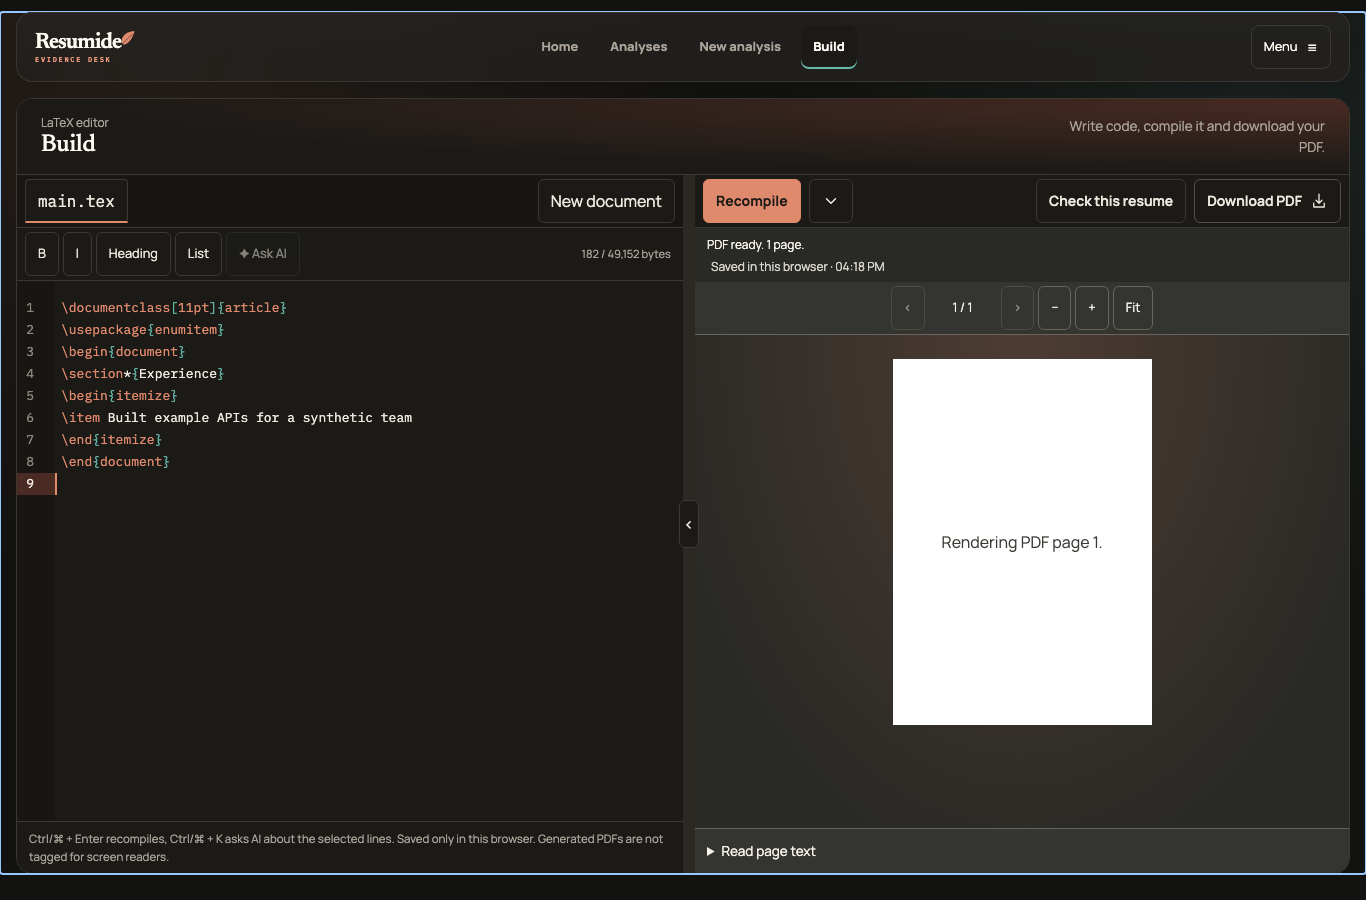 Resumide
EVIDENCE DESK
Home
Analyses
New analysis
Build
Menu
LaTeX editor
Build
Write code, compile it and download your
PDF.
main.tex
New document
Recompile
Check this resume
Download PDF
B
I
Heading
List
Ask AI
182 / 49,152 bytes
PDF ready. 1 page.
Saved in this browser · 04:18 PM
1 / 1
−
+
Fit
1 \documentclass[11pt]{article}
2 \usepackage{enumitem}
3 \begin{document}
4 \section*{Experience}
5 \begin{itemize}
6 \item Built example APIs for a synthetic team
7 \end{itemize}
8 \end{document}
9
Rendering PDF page 1.
Ctrl/⌘ + Enter recompiles, Ctrl/⌘ + K asks AI about the selected lines. Saved only in this browser. Generated PDFs are not
tagged for screen readers.
Read page text